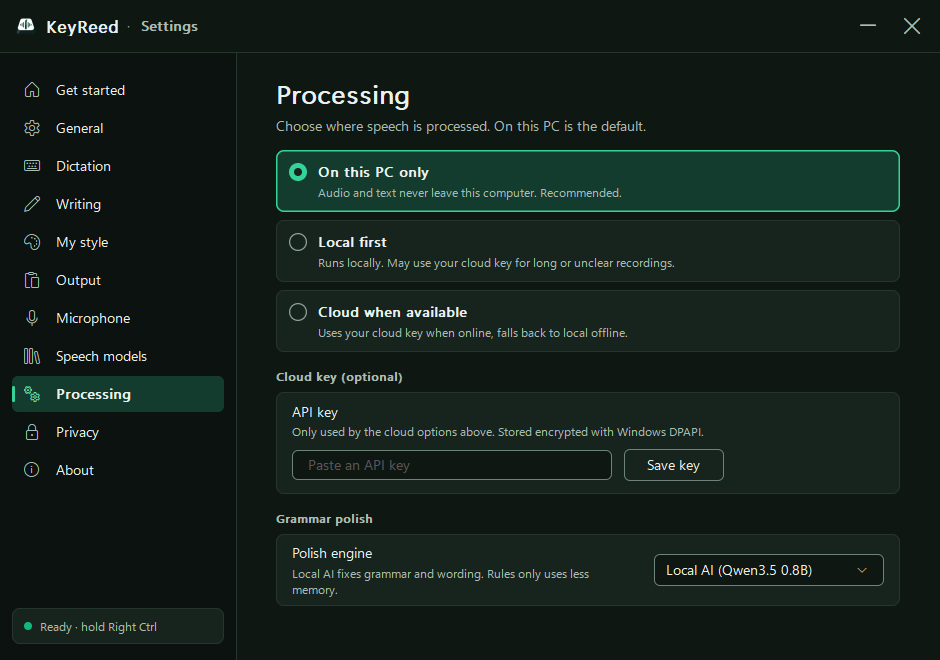 KeyReed · Settings
Get started
General
Dictation
Writing
My style
Output
Microphone
Speech models
Processing
Privacy
About
Ready · hold Right Ctrl
Processing
Choose where speech is processed. On this PC is the default.
On this PC only
Audio and text never leave this computer. Recommended.
Local first
Runs locally. May use your cloud key for long or unclear recordings.
Cloud when available
Uses your cloud key when online, falls back to local offline.
Cloud key (optional)
API key
Only used by the cloud options above. Stored encrypted with Windows DPAPI.
Paste an API key
Save key
Grammar polish
Polish engine
Local AI fixes grammar and wording. Rules only uses less
memory.
Local AI (Qwen3.5 0.8B)